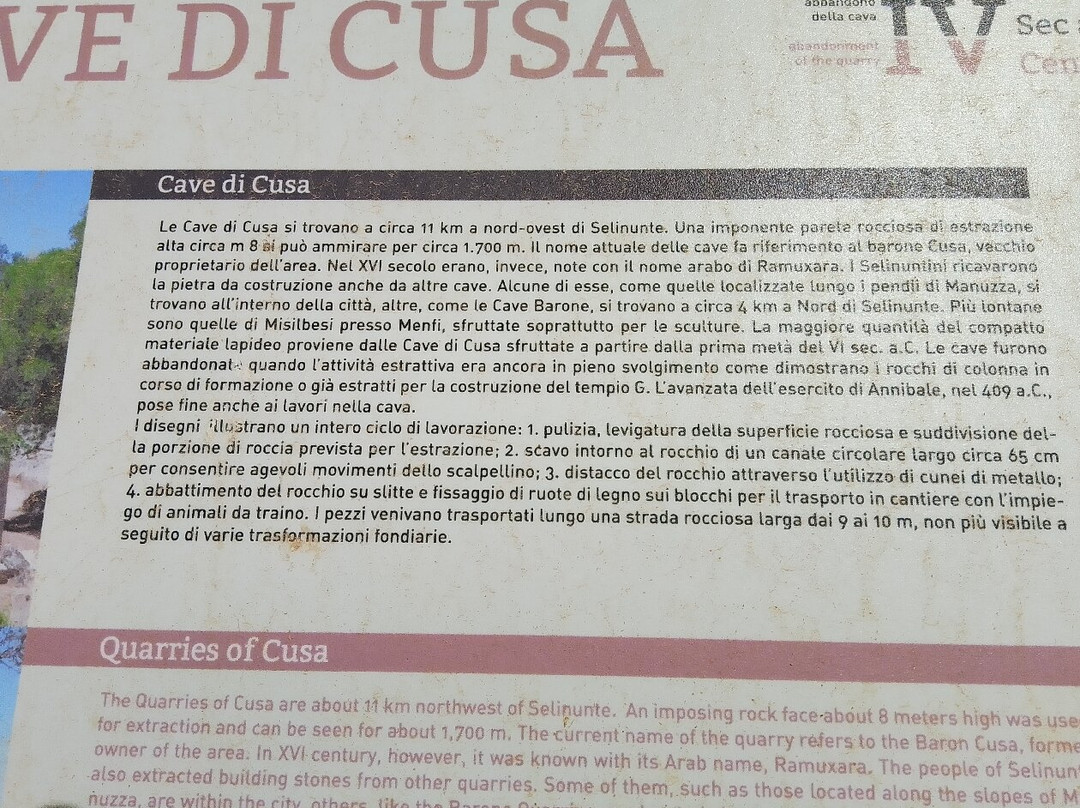 VE DI CUSA
abbandono
della cava
IV
Sec
abandonment
of the quarry
Cen
Cave di Cusa
Le Cave di Cusa si trovano a circa 11 km a nord-ovest di Selinunte. Una imponente parete rocciosa di estrazione
alta circa m 8 si può ammirare per circa 1.700 m. Il nome attuale delle cave fa riferimento al barone Cusa, vecchio
proprietario dell'area. Nel XVI secolo erano, invece, note con il nome arabo di Ramuxara. I Selinuntini ricavarono
la pietra da costruzione anche da altre cave. Alcune di esse, come quelle localizzate lungo i pendii di Manuzza, si
trovano all'interno della città, altre, come le Cave Barone, si trovano a circa 4 km a Nord di Selinunte. Più lontane
sono quelle di Misilbesi presso Menfi, sfruttate soprattutto per le sculture. La maggiore quantità del compatto
materiale lapideo proviene dalle Cave di Cusa sfruttate a partire dalla prima metà del VI sec. a.C. Le cave furono
abbandonate quando l'attività estrattiva era ancora in pieno svolgimento come dimostrano i rocchi di colonna in
corso di formazione o già estratti per la costruzione del tempio G. L'avanzata dell'esercito di Annibale, nel 409 a.C.,
pose fine anche ai lavori nella cava.
I disegni illustrano un intero ciclo di lavorazione: 1. pulizia, levigatura della superficie rocciosa e suddivisione del-
la porzione di roccia prevista per l'estrazione; 2. scavo intorno al rocchio di un canale circolare largo circa 65 cm
per consentire agevoli movimenti dello scalpellino; 3. distacco del rocchio attraverso l'utilizzo di cunei di metallo;
4. abbattimento del rocchio su slitte e fissaggio di ruote di legno sui blocchi per il trasporto in cantiere con l'impie-
go di animali da traino. I pezzi venivano trasportati lungo una strada rocciosa larga dai 9 ai 10 m, non più visibile a
seguito di varie trasformazioni fondiarie.
Quarries of Cusa
The Quarries of Cusa are about 11 km northwest of Selinunte. An imposing rock face about 8 meters high was use
for extraction and can be seen for about 1,700 m. The current name of the quarry refers to the Baron Cusa, forme
owner of the area. In XVI century, however, it was known with its Arab name, Ramuxara. The people of Selinun
also extracted building stones from other quarries. Some of them, such as those located along the slopes of M
nuzza, are within the city, others, like the Barone